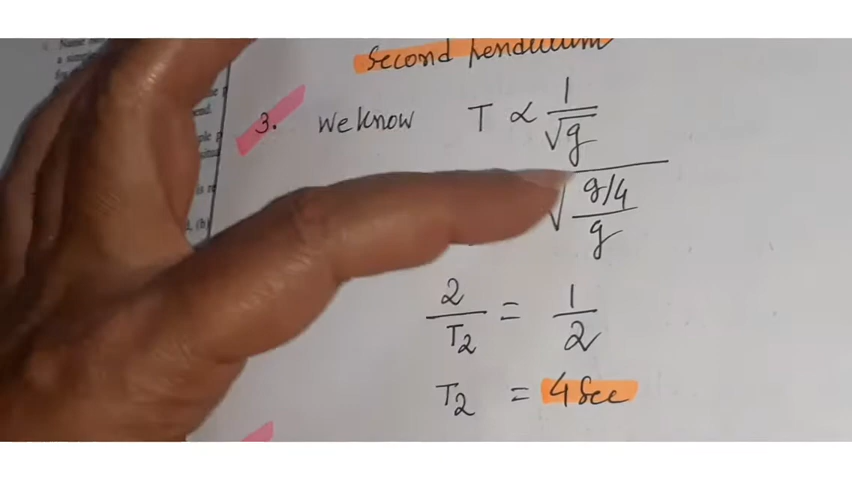 Second pendulum
3. We know T ∝ 1/√g
√((g/4)/g)
2/T₂ = 1/2
T₂ = 4 Sec